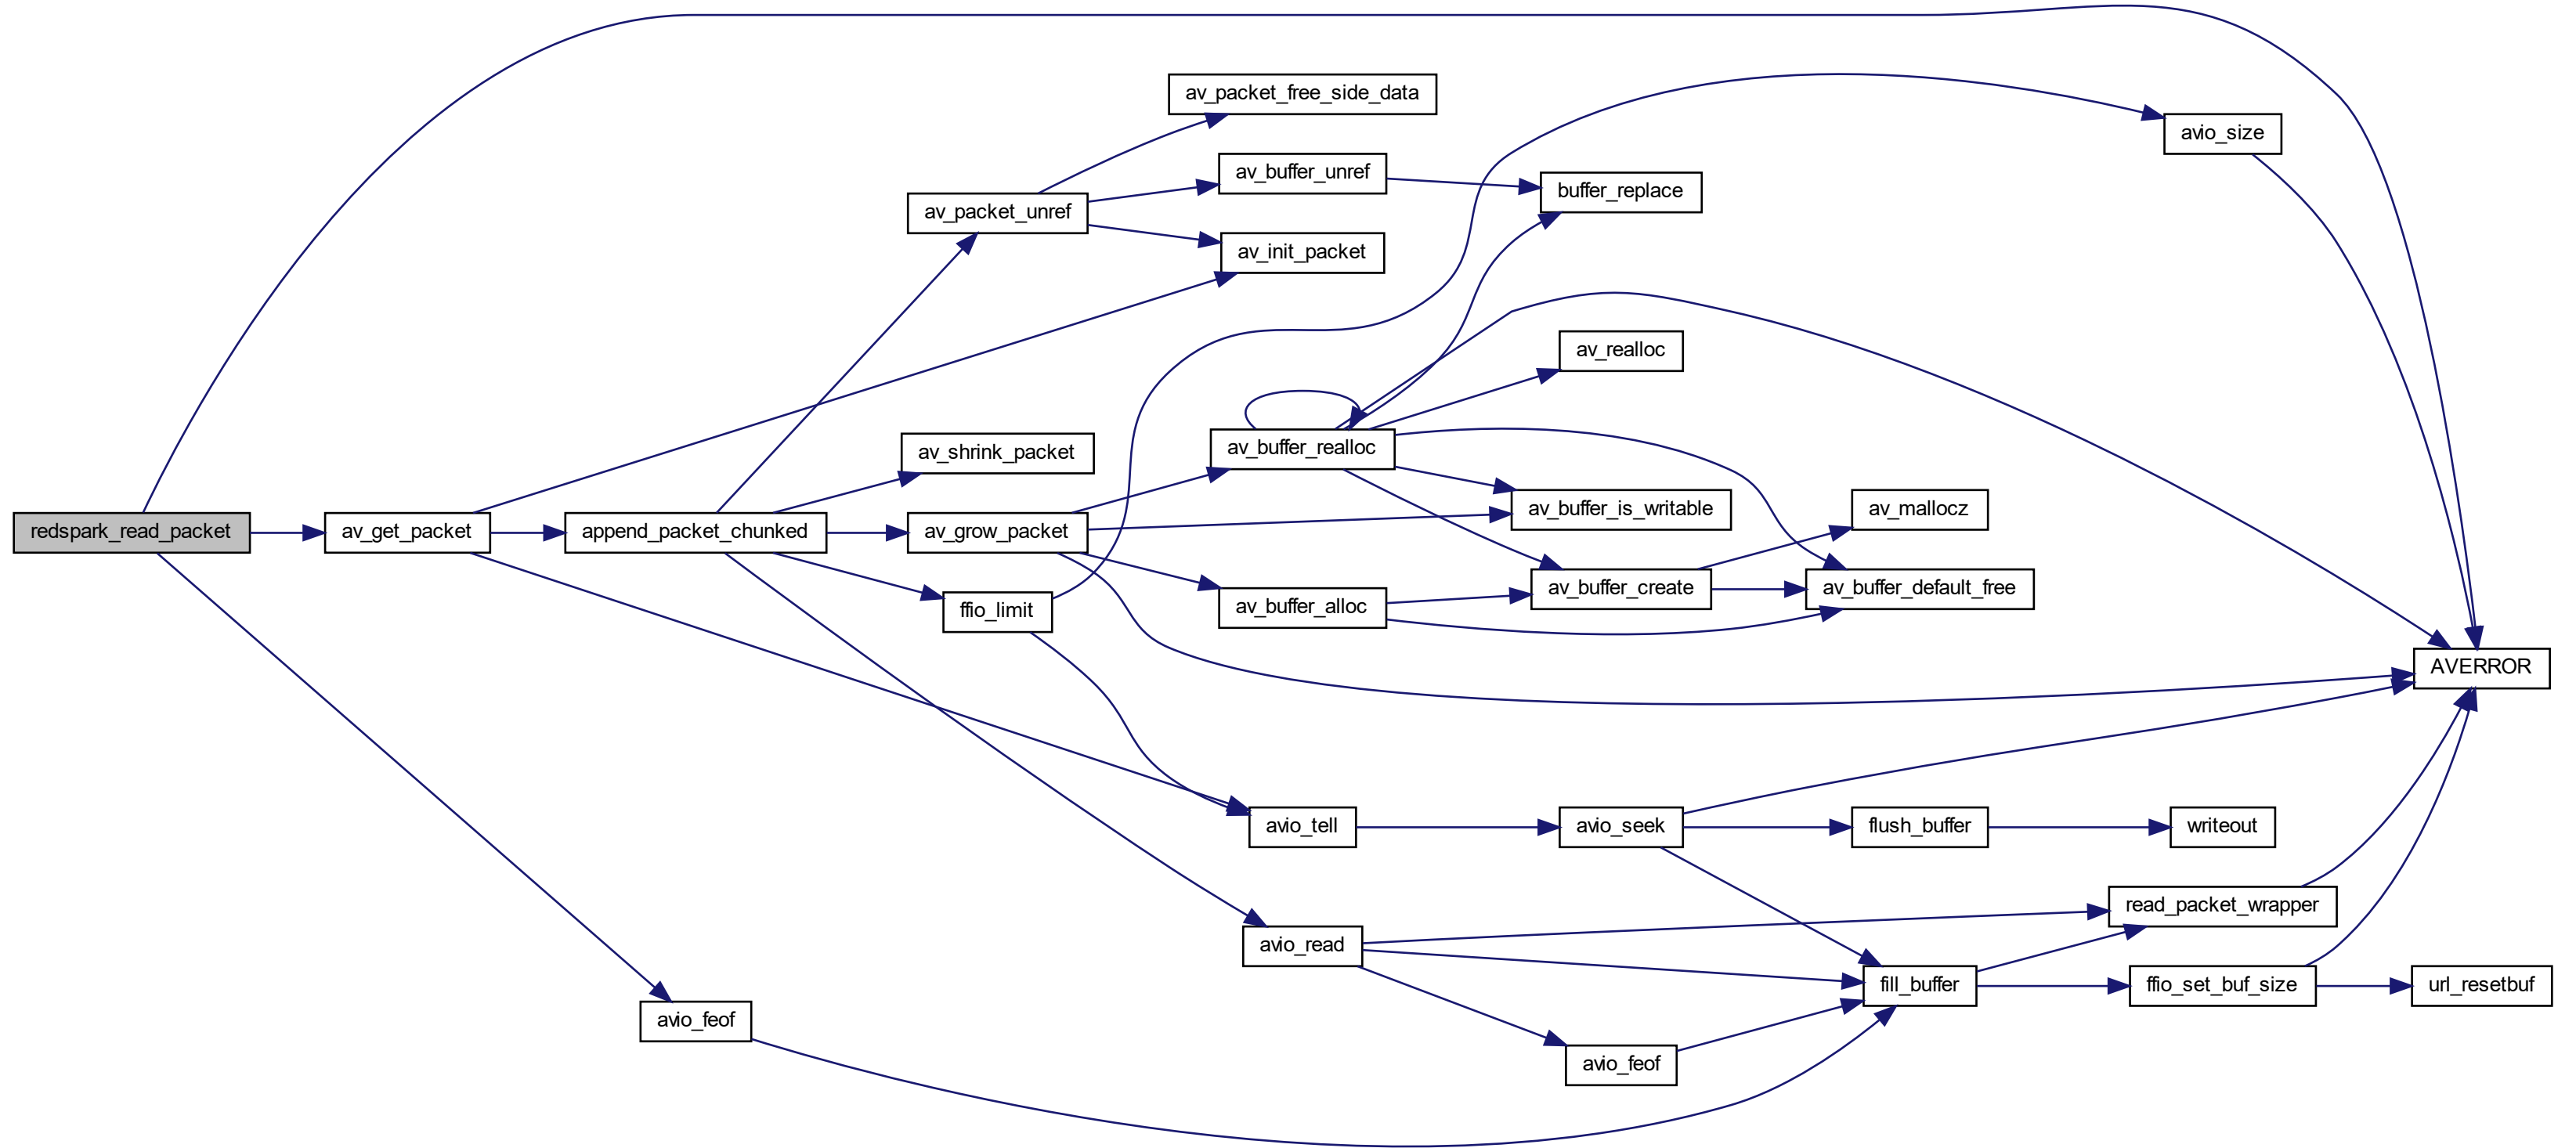 av_packet_free_side_data
avio_size
av_buffer_unref
buffer_replace
av_packet_unref
av_init_packet
av_realloc
av_buffer_realloc
av_shrink_packet
av_mallocz
av_buffer_is_writable
redspark_read_packet
av_get_packet
append_packet_chunked
av_grow_packet
av_buffer_create
av_buffer_default_free
ffio_limit
av_buffer_alloc
AVERROR
avio_tell
avio_seek
flush_buffer
writeout
read_packet_wrapper
avio_read
fill_buffer
ffio_set_buf_size
url_resetbuf
avio_feof
avio_feof